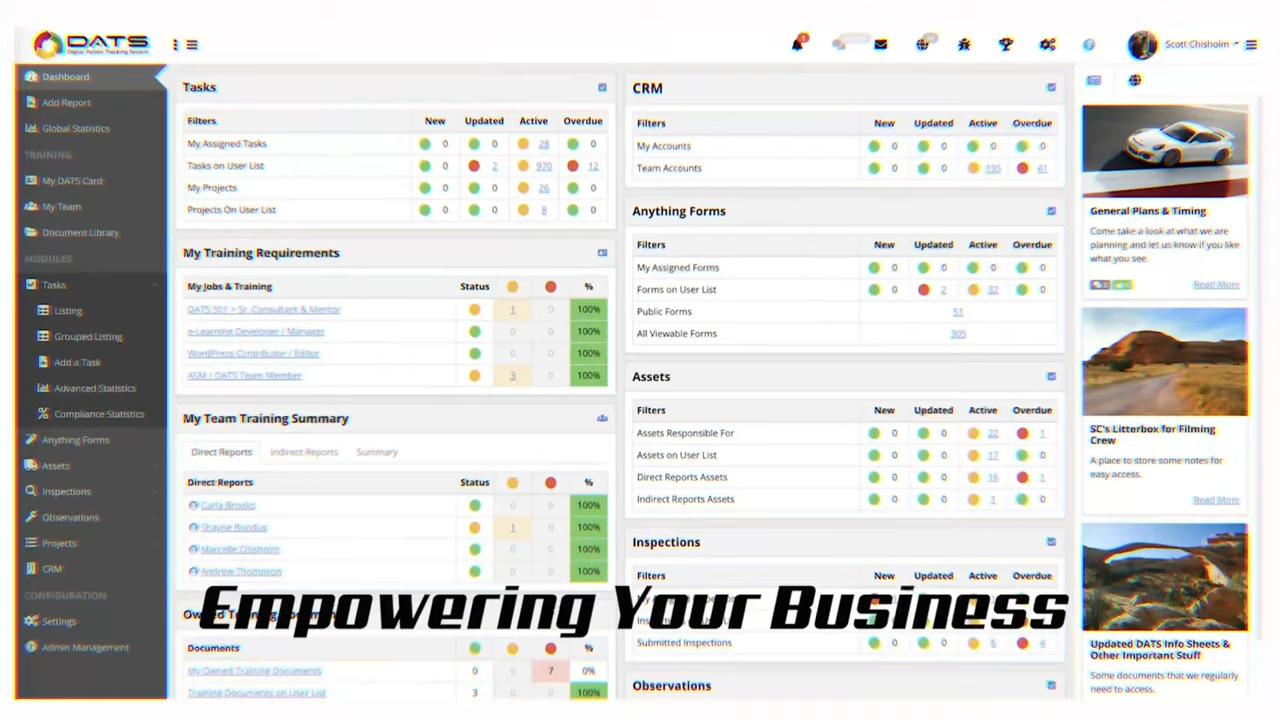 DATS
Digital Action Tracking System
1
Scott Chisholm
Dashboard
Add Report
Global Statistics
TRAINING
My DATS Card
My Team
Document Library
MODULES
Tasks
Listing
Grouped Listing
Add a Task
Advanced Statistics
Compliance Statistics
Anything Forms
Assets
Inspections
Observations
Projects
CRM
CONFIGURATION
Settings
Admin Management
Tasks
Filters New Updated Active Overdue
My Assigned Tasks 0 0 28 0
Tasks on User List 0 2 970 12
My Projects 0 0 26 0
Projects On User List 0 0 8 0
My Training Requirements
My Jobs & Training Status %
DATS 501 > Sr. Consultant & Mentor 1 0 100%
e-Learning Developer / Manager 0 0 100%
WordPress Contributor / Editor 0 0 100%
ASM / DATS Team Member 3 0 100%
My Team Training Summary
Direct Reports Indirect Reports Summary
Direct Reports Status %
Carla Brooks 0 0 100%
Shayne Bondus 1 0 100%
Marcelle Chisholm 0 0 100%
Andrew Thompson 0 0 100%
Owned Training
Documents %
My Owned Training Documents 0 0 7 0%
Training Documents on User List 3 0 0 100%
CRM
Filters New Updated Active Overdue
My Accounts 0 0 0 0
Team Accounts 0 0 195 41
Anything Forms
Filters New Updated Active Overdue
My Assigned Forms 0 0 0 0
Forms on User List 0 2 32 0
Public Forms 51
All Viewable Forms 305
Assets
Filters New Updated Active Overdue
Assets Responsible For 0 0 22 1
Assets on User List 0 0 17 0
Direct Reports Assets 0 0 16 1
Indirect Reports Assets 0 0 1 0
Inspections
Filters New Updated Active Overdue
Submitted Inspections 0 0 6 4
Observations
General Plans & Timing
Come take a look at what we are
planning and let us know if you like
what you see.
Read More
SC's Litterbox for Filming
Crew
A place to store some notes for
easy access.
Read More
Updated DATS Info Sheets &
Other Important Stuff
Some documents that we regularly
need to access.
Empowering Your Business